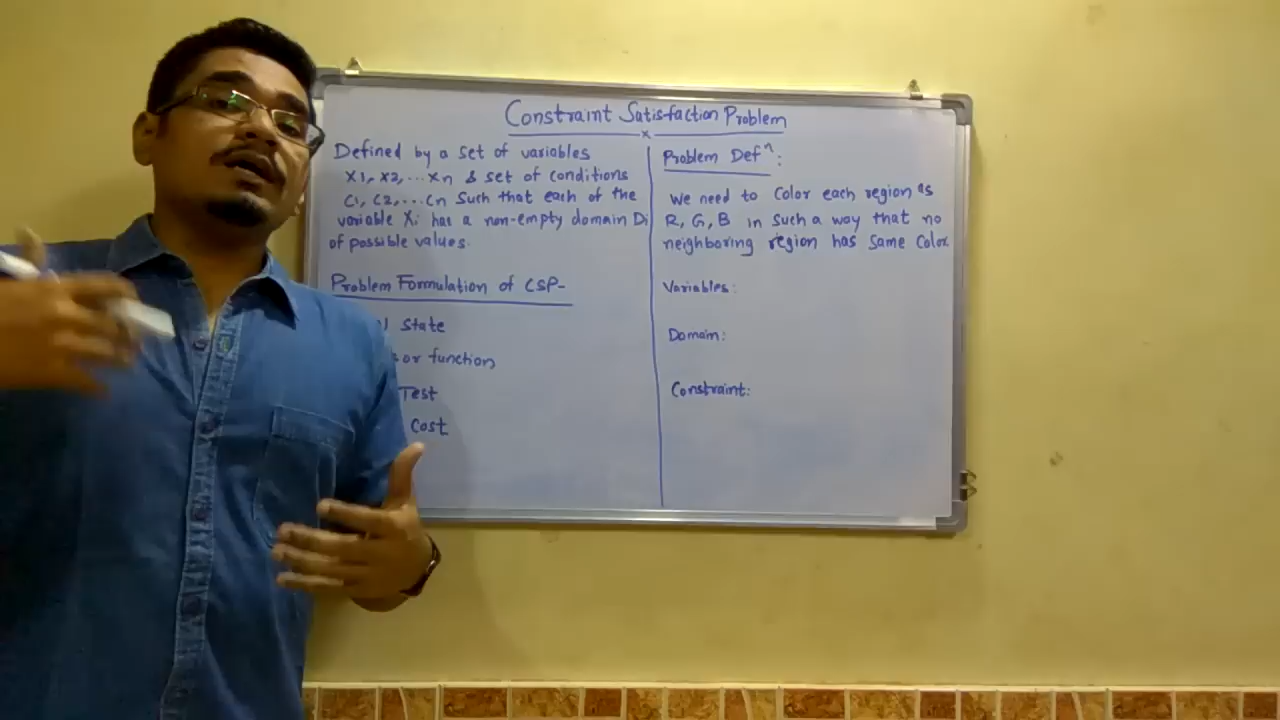 Constraint Satisfaction Problem
x
Defined by a set of variables
X1, X2, ... Xn & set of conditions
C1, C2, ... Cn Such that each of the
variable Xi has a non-empty domain Di
of possible values.
Problem Formulation of CSP-
State
function
Test
Cost
Problem Defⁿ:
We need to Color each region as
R, G, B in such a way that no
neighboring region has same Color
Variables:
Domain:
Constraint: